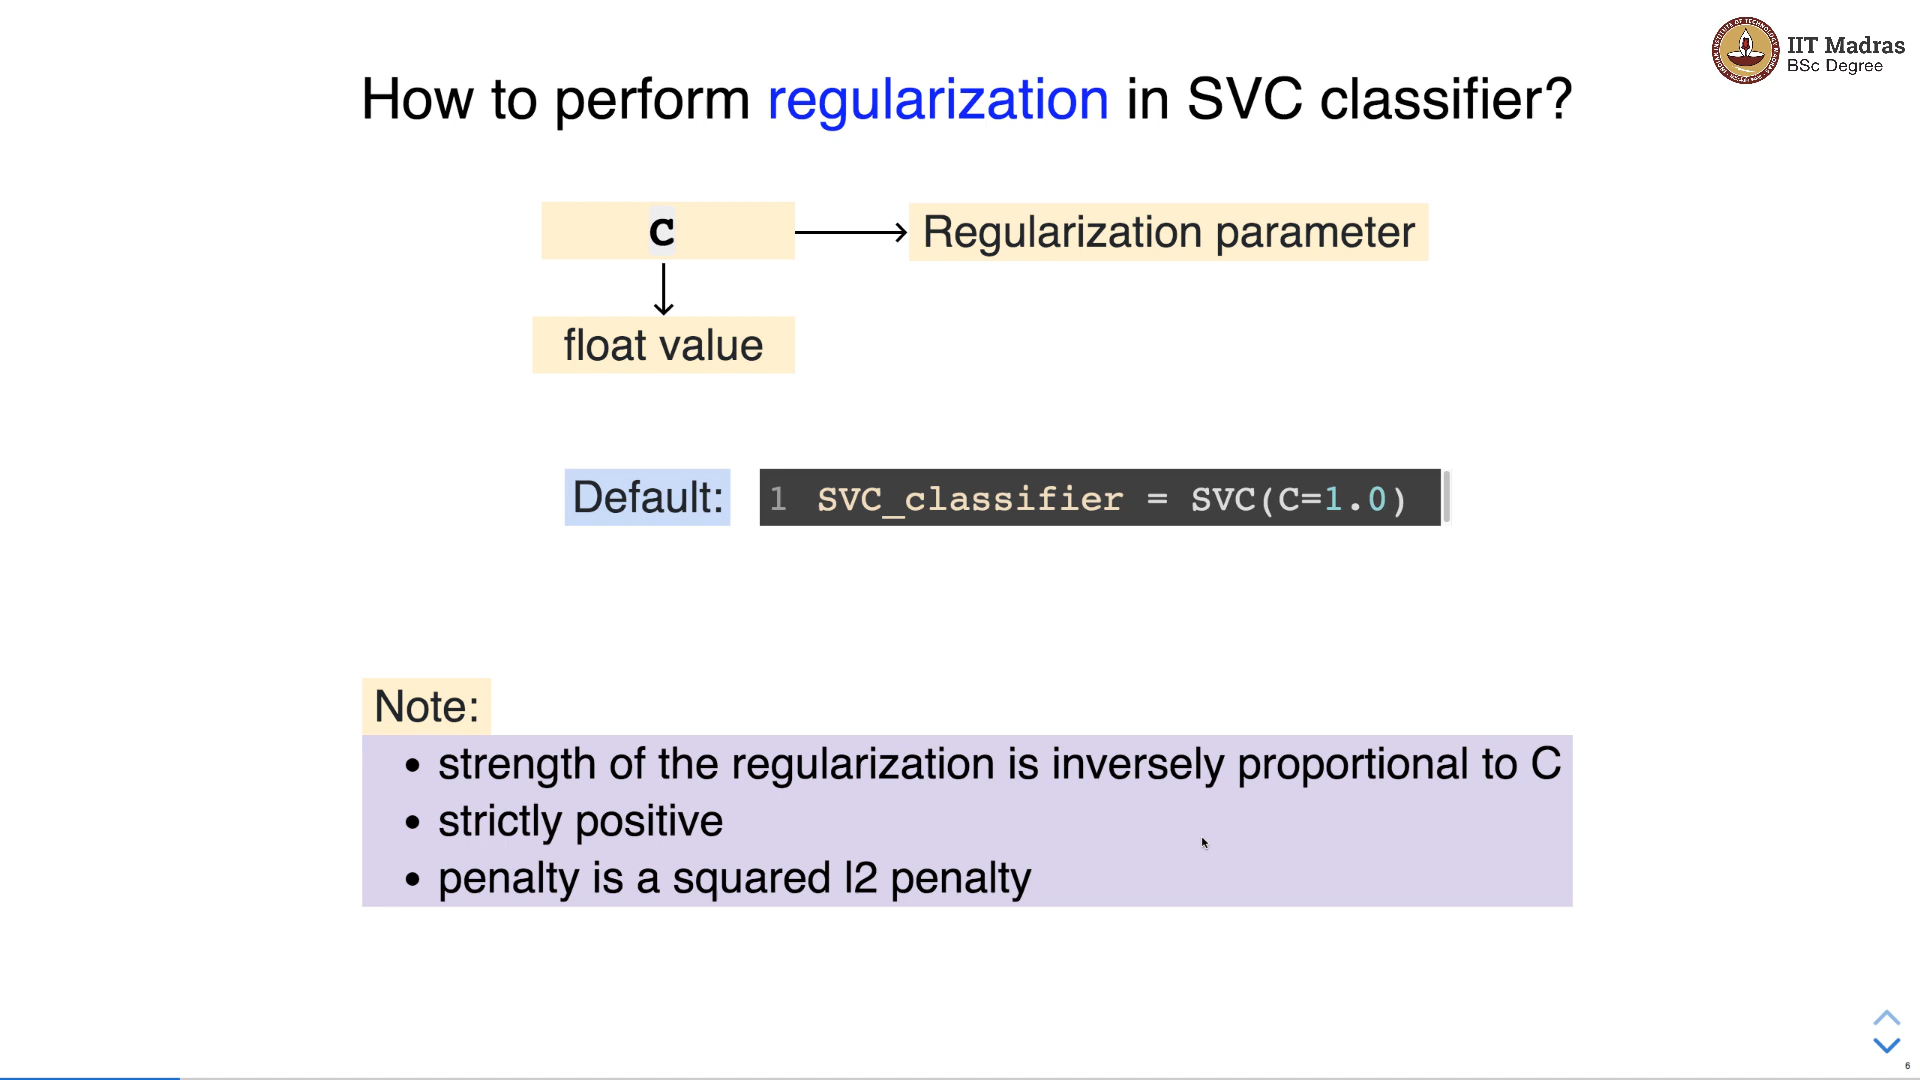 IIT Madras
BSc Degree
How to perform regularization in SVC classifier?
C
Regularization parameter
float value
Default:
1 SVC_classifier = SVC(C=1.0)
Note:
• strength of the regularization is inversely proportional to C
• strictly positive
• penalty is a squared l2 penalty
6